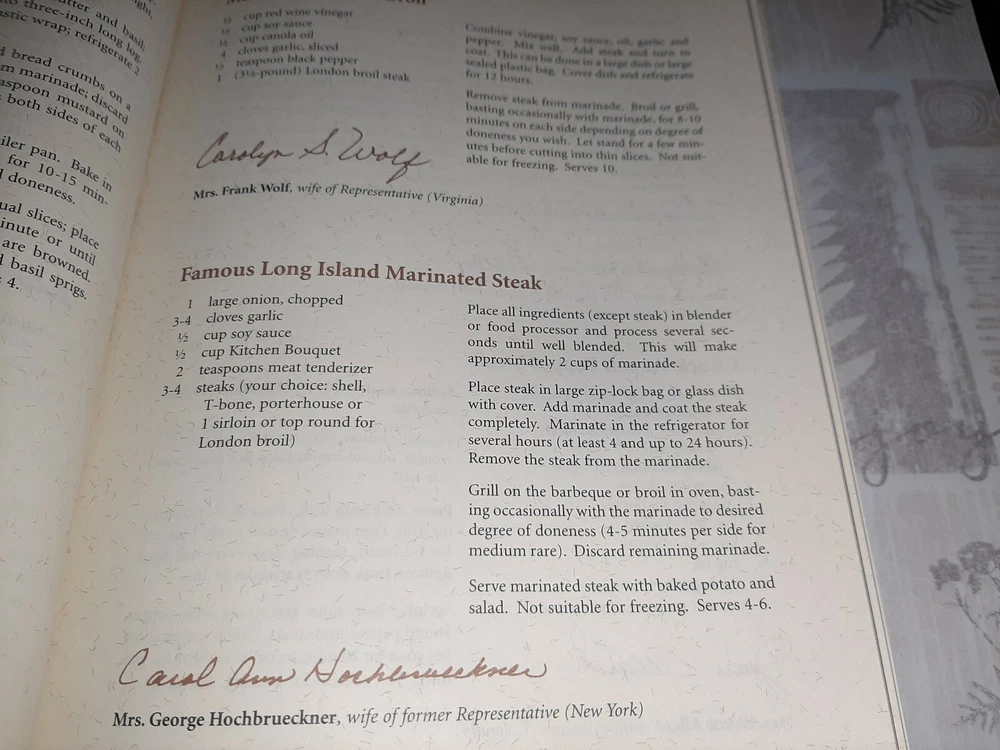 utter and basil.
to three-inch long log.
astic wrap; refrigerate 2
d bread crumbs on a
m marinade; discard
easpoon mustard on
both sides of each
iler pan. Bake in
for 10-15 min-
d doneness.
ual slices; place
inute or until
are browned.
d basil sprigs,
4.
cup red wine vinegar
cup soy sauce
cup canola oil
4 cloves garlic, sliced
teaspoon black pepper
1 (3½-pound) London broil steak
Combine vinegar, soy sauce, oil, garlic and
pepper. Mix well. Add steak and turn to
coat. This can be done in a large dish or large
sealed plastic bag. Cover dish and refrigerate
for 12 hours.
Remove steak from marinade. Broil or grill,
basting occasionally with marinade, for 8-10
minutes on each side depending on degree of
doneness you wish. Let stand for a few min-
utes before cutting into thin slices. Not suit-
able for freezing. Serves 10.
Carolyn S. Wolf
Mrs. Frank Wolf, wife of Representative (Virginia)
Famous Long Island Marinated Steak
1 large onion, chopped
3-4 cloves garlic
½ cup soy sauce
½ cup Kitchen Bouquet
2 teaspoons meat tenderizer
3-4 steaks (your choice: shell,
T-bone, porterhouse or
1 sirloin or top round for
London broil)
Place all ingredients (except steak) in blender
or food processor and process several sec-
onds until well blended. This will make
approximately 2 cups of marinade.
Place steak in large zip-lock bag or glass dish
with cover. Add marinade and coat the steak
completely. Marinate in the refrigerator for
several hours (at least 4 and up to 24 hours).
Remove the steak from the marinade.
Grill on the barbeque or broil in oven, bast-
ing occasionally with the marinade to desired
degree of doneness (4-5 minutes per side for
medium rare). Discard remaining marinade.
Serve marinated steak with baked potato and
salad. Not suitable for freezing. Serves 4-6.
Carol Ann Hochbrueckner
Mrs. George Hochbrueckner, wife of former Representative (New York)